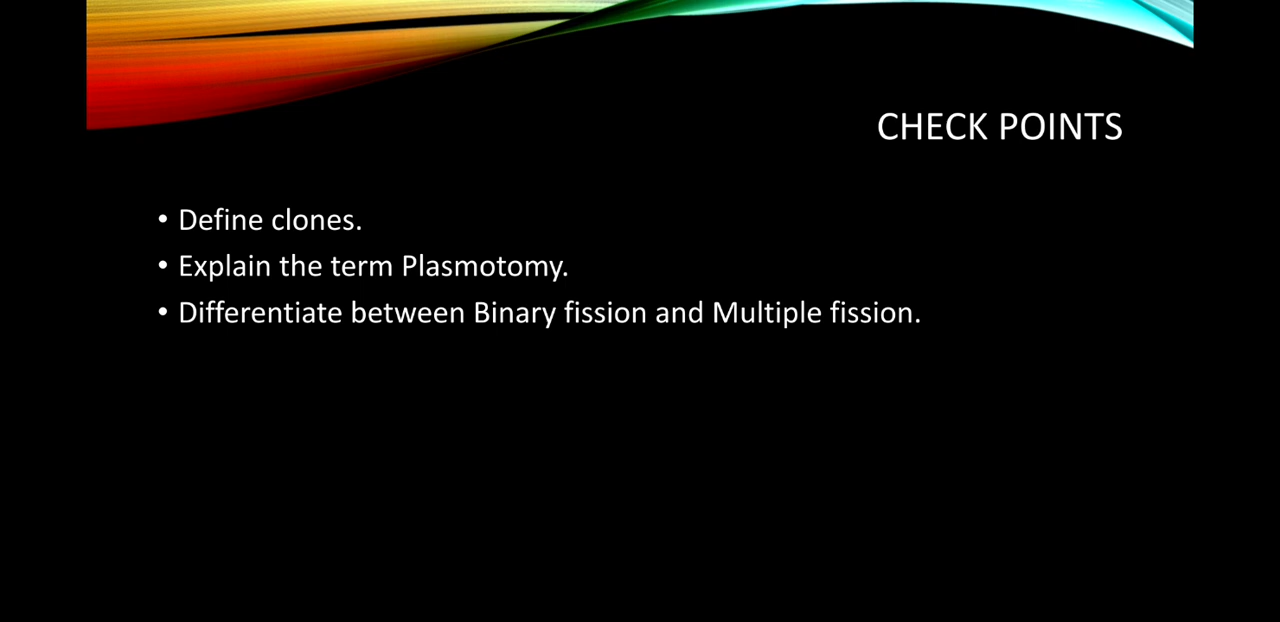 CHECK POINTS
• Define clones.
• Explain the term Plasmotomy.
• Differentiate between Binary fission and Multiple fission.